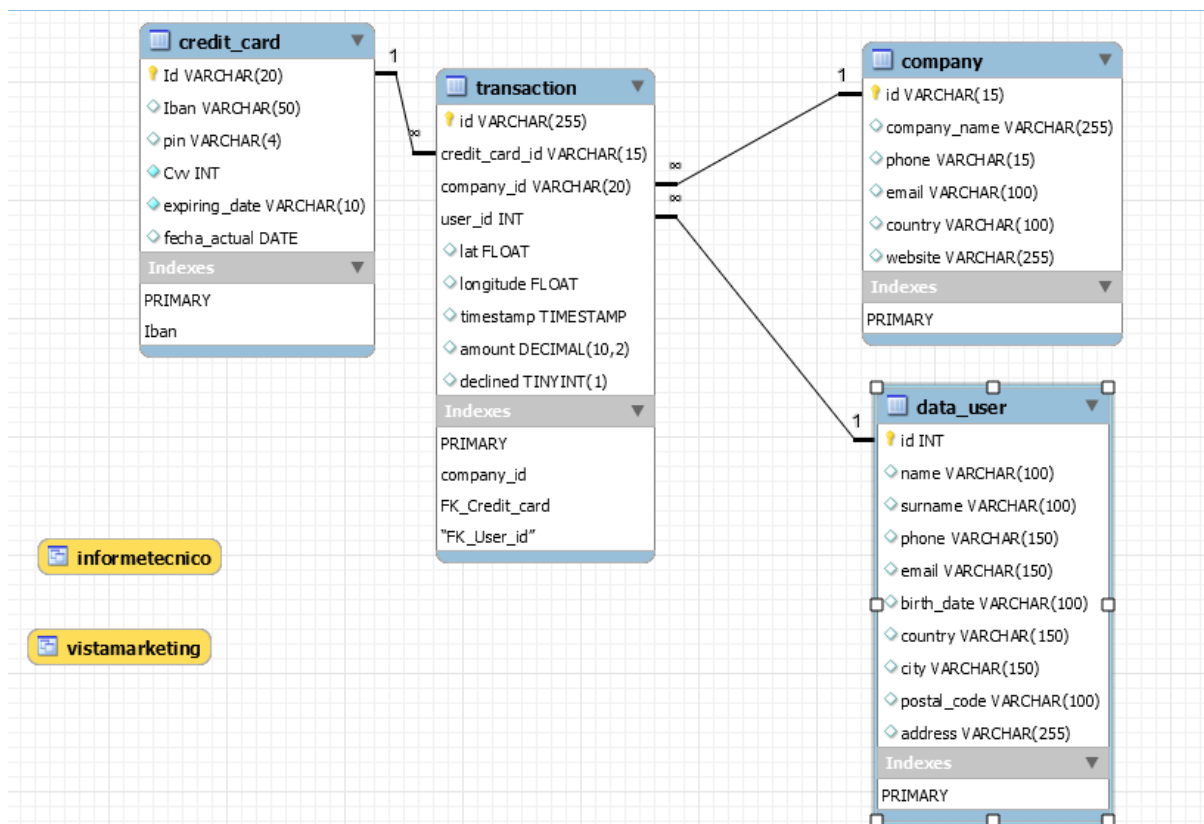 credit_card
Id VARCHAR(20)
Iban VARCHAR(50)
pin VARCHAR(4)
Cvv INT
expiring_date VARCHAR(10)
fecha_actual DATE
Indexes
PRIMARY
Iban
1
∞
transaction
id VARCHAR(255)
credit_card_id VARCHAR(15)
company_id VARCHAR(20)
user_id INT
lat FLOAT
longitude FLOAT
timestamp TIMESTAMP
amount DECIMAL(10,2)
declined TINYINT(1)
Indexes
PRIMARY
company_id
FK_Credit_card
“FK_User_id”
∞
∞
1
company
id VARCHAR(15)
company_name VARCHAR(255)
phone VARCHAR(15)
email VARCHAR(100)
country VARCHAR(100)
website VARCHAR(255)
Indexes
PRIMARY
1
data_user
id INT
name VARCHAR(100)
surname VARCHAR(100)
phone VARCHAR(150)
email VARCHAR(150)
birth_date VARCHAR(100)
country VARCHAR(150)
city VARCHAR(150)
postal_code VARCHAR(100)
address VARCHAR(255)
Indexes
PRIMARY
informetecnico
vistamarketing